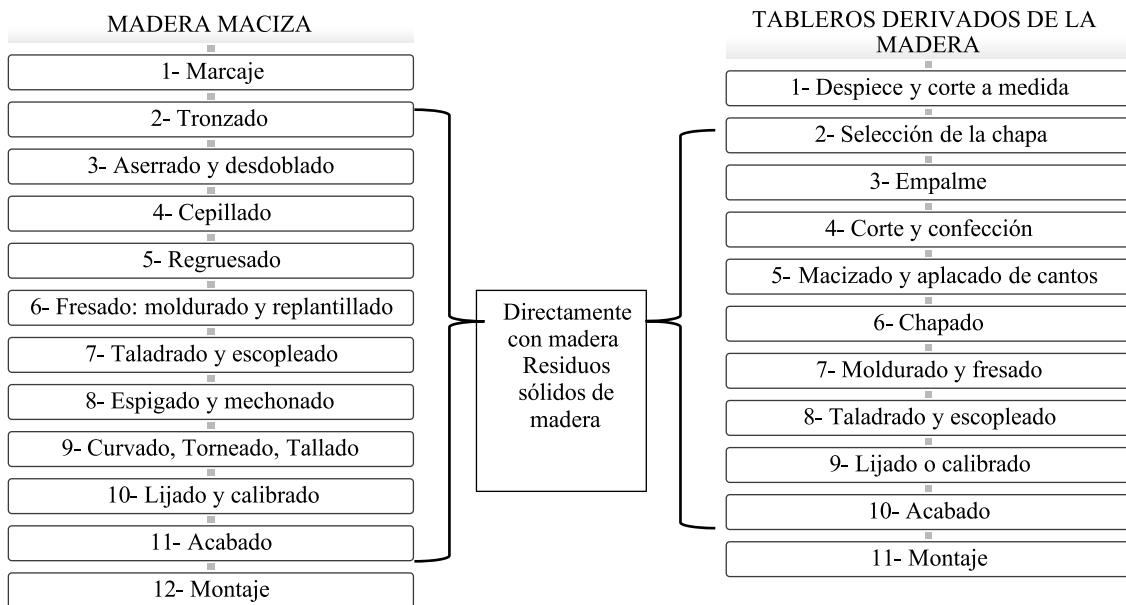 MADERA MACIZA
1- Marcaje
2- Tronzado
3- Aserrado y desdoblado
4- Cepillado
5- Regruesado
6- Fresado: moldurado y replantillado
7- Taladrado y escopleado
8- Espigado y mechonado
9- Curvado, Torneado, Tallado
10- Lijado y calibrado
11- Acabado
12- Montaje
Directamente
con madera
Residuos
sólidos de
madera
TABLEROS DERIVADOS DE LA
MADERA
1- Despiece y corte a medida
2- Selección de la chapa
3- Empalme
4- Corte y confección
5- Macizado y aplacado de cantos
6- Chapado
7- Moldurado y fresado
8- Taladrado y escopleado
9- Lijado o calibrado
10- Acabado
11- Montaje